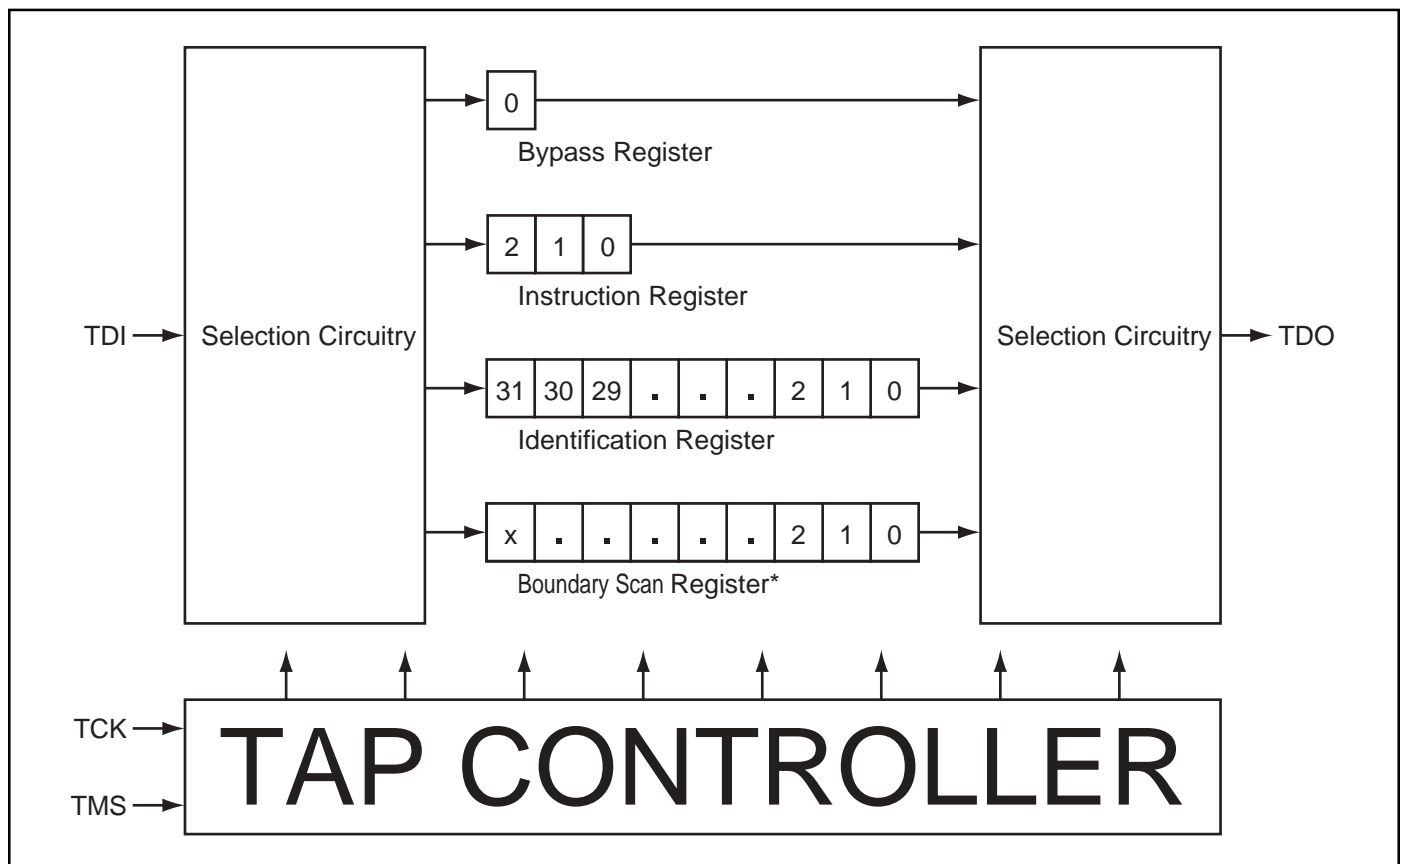 0
Bypass Register
2 1 0
Instruction Register
TDI
Selection Circuitry
Selection Circuitry
TDO
31 30 29 . . . 2 1 0
Identification Register
x . . . . . 2 1 0
Boundary Scan Register*
TCK
TMS
TAP CONTROLLER